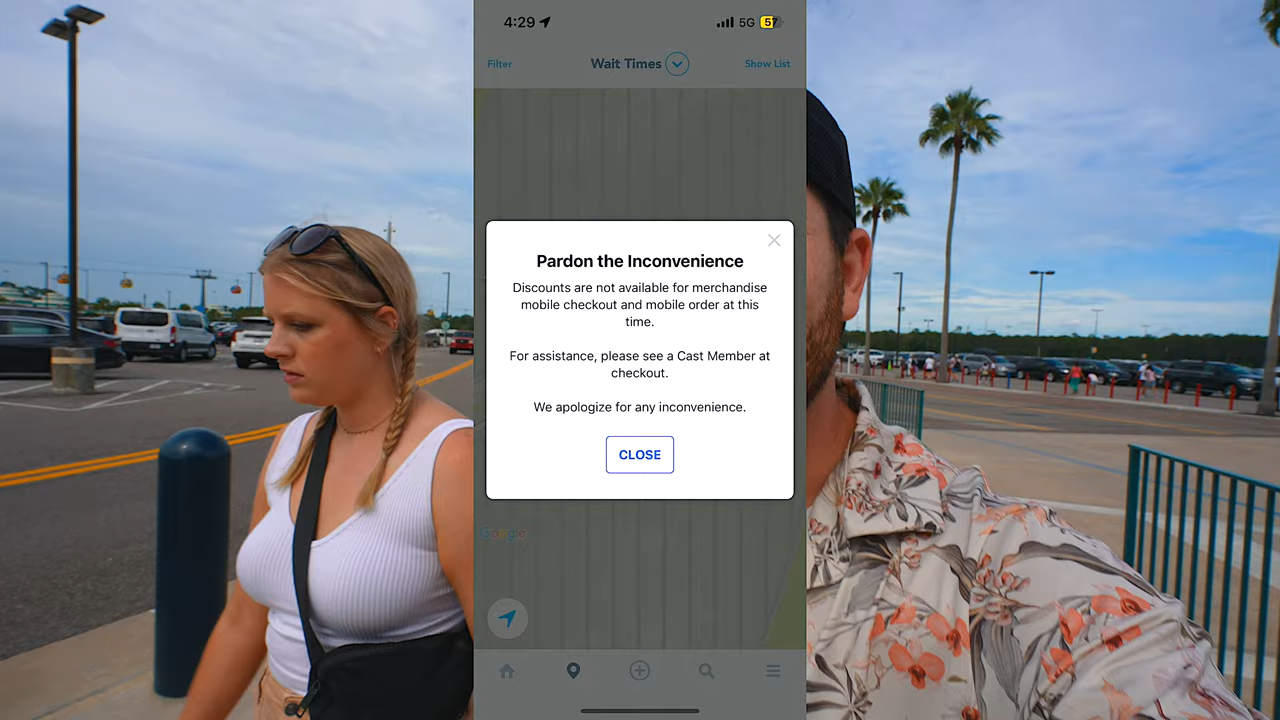 4:29
5G
57
Filter
Wait Times
Show List
Pardon the Inconvenience
Discounts are not available for merchandise
mobile checkout and mobile order at this
time.
For assistance, please see a Cast Member at
checkout.
We apologize for any inconvenience.
CLOSE
Google